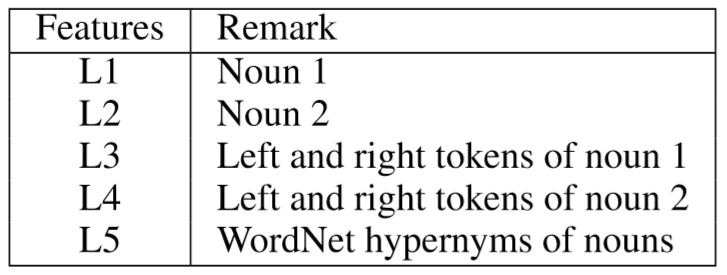 Features Remark
L1 Noun 1
L2 Noun 2
L3 Left and right tokens of noun 1
L4 Left and right tokens of noun 2
L5 WordNet hypernyms of nouns